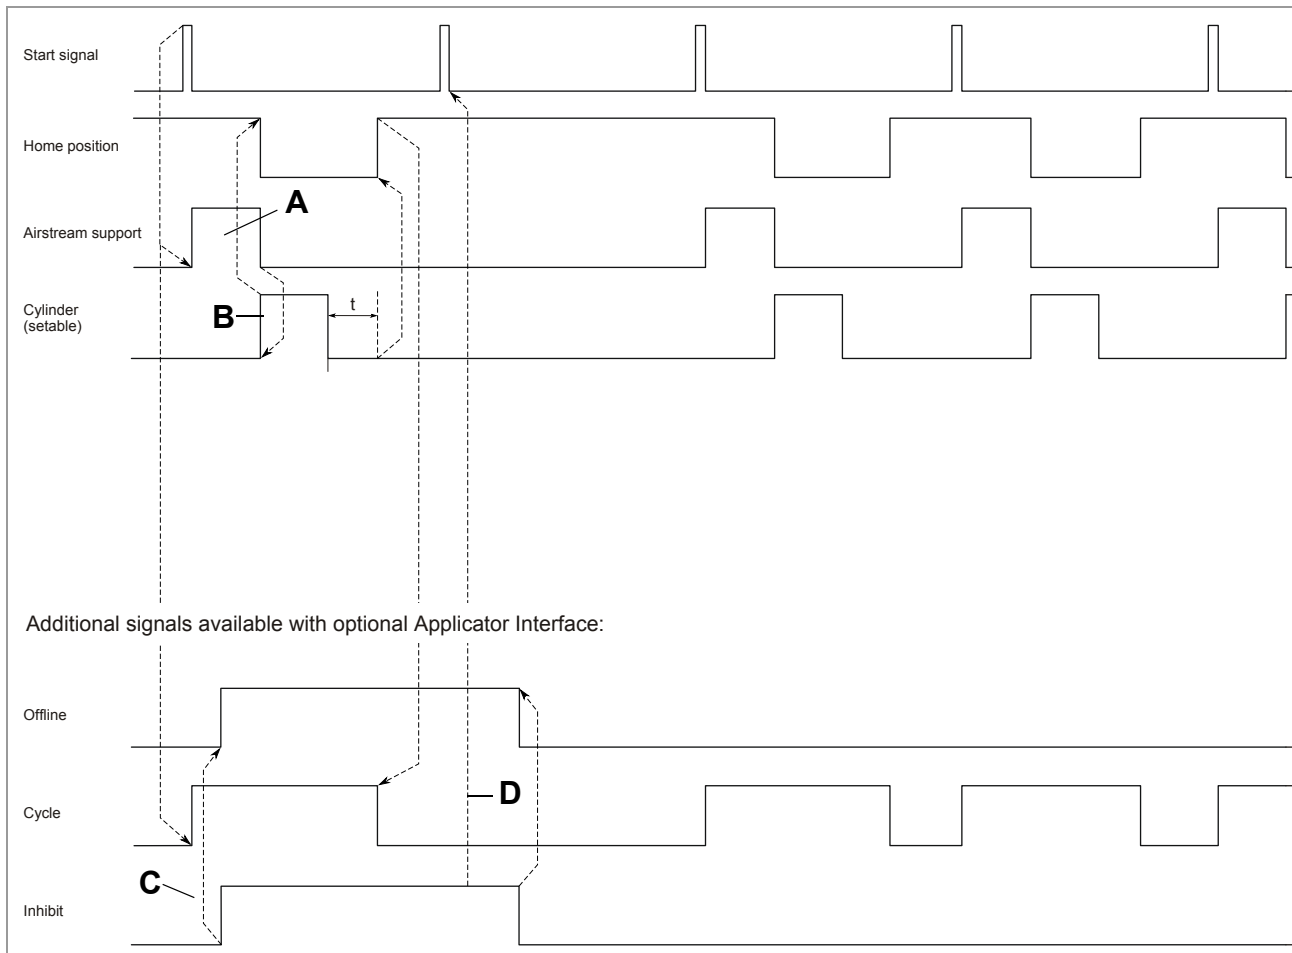 Start signal
Home position
A
Airstream support
B
t
Cylinder
(setable)
Additional signals available with optional Applicator Interface:
Offline
D
Cycle
C
Inhibit